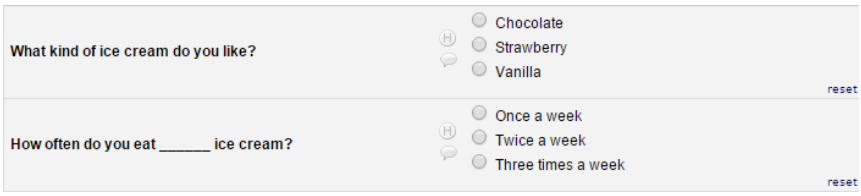 What kind of ice cream do you like?
H
Chocolate
Strawberry
Vanilla
reset
How often do you eat ______ ice cream?
H
Once a week
Twice a week
Three times a week
reset